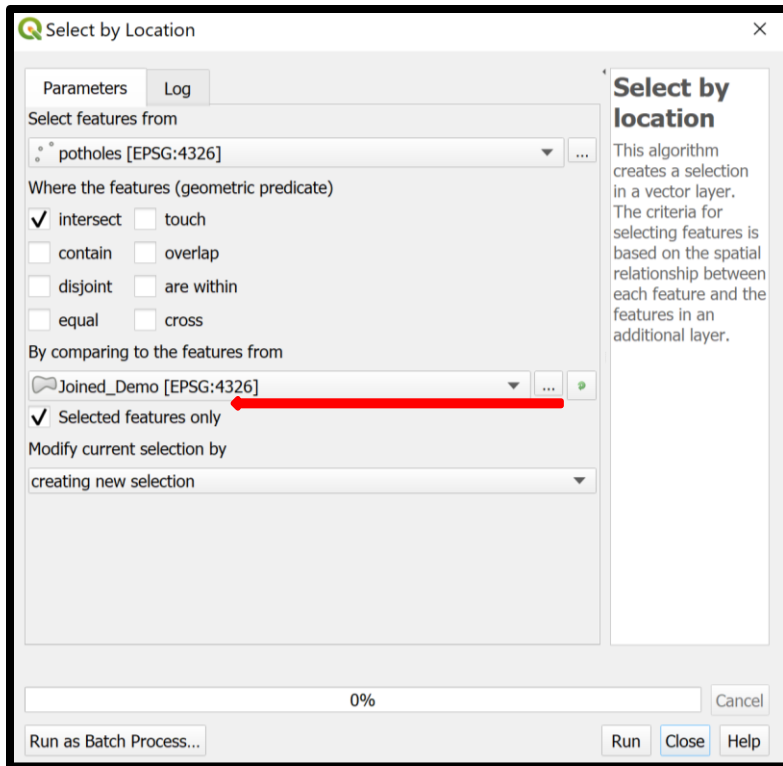 Select by Location
Parameters
Log
Select features from
potholes [EPSG:4326]
...
Where the features (geometric predicate)
intersect
touch
contain
overlap
disjoint
are within
equal
cross
By comparing to the features from
Joined_Demo [EPSG:4326]
...
Selected features only
Modify current selection by
creating new selection
Select by
location
This algorithm
creates a selection
in a vector layer.
The criteria for
selecting features is
based on the spatial
relationship between
each feature and the
features in an
additional layer.
0%
Cancel
Run as Batch Process...
Run
Close
Help